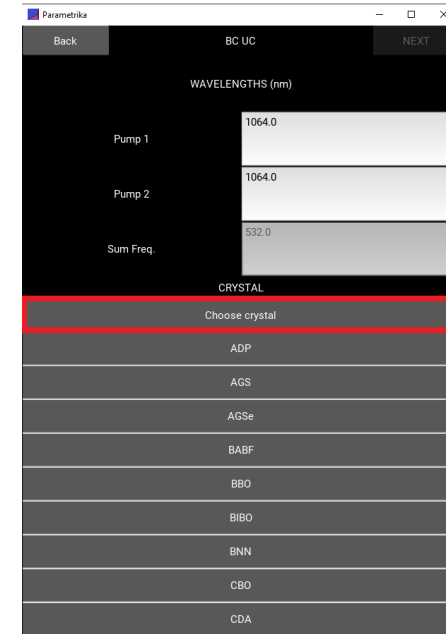 Parametrika
Back BC UC NEXT
WAVELENGTHS (nm)
Pump 1 1064.0
Pump 2 1064.0
Sum Freq. 532.0
CRYSTAL
Choose crystal
ADP
AGS
AGSe
BABF
BBO
BIBO
BNN
CBO
CDA